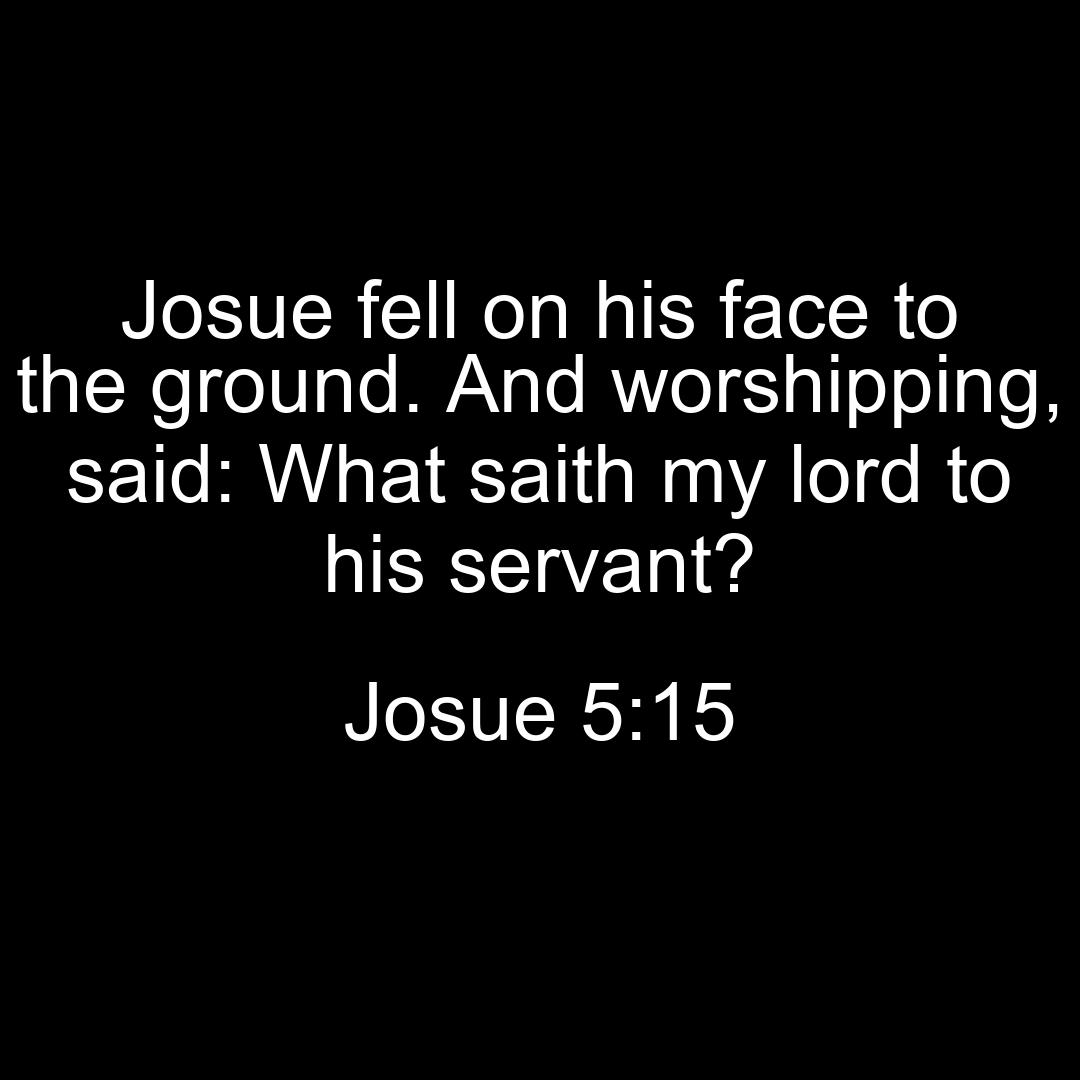 Josue fell on his face to
the ground. And worshipping,
said: What saith my lord to
his servant?
Josue 5:15